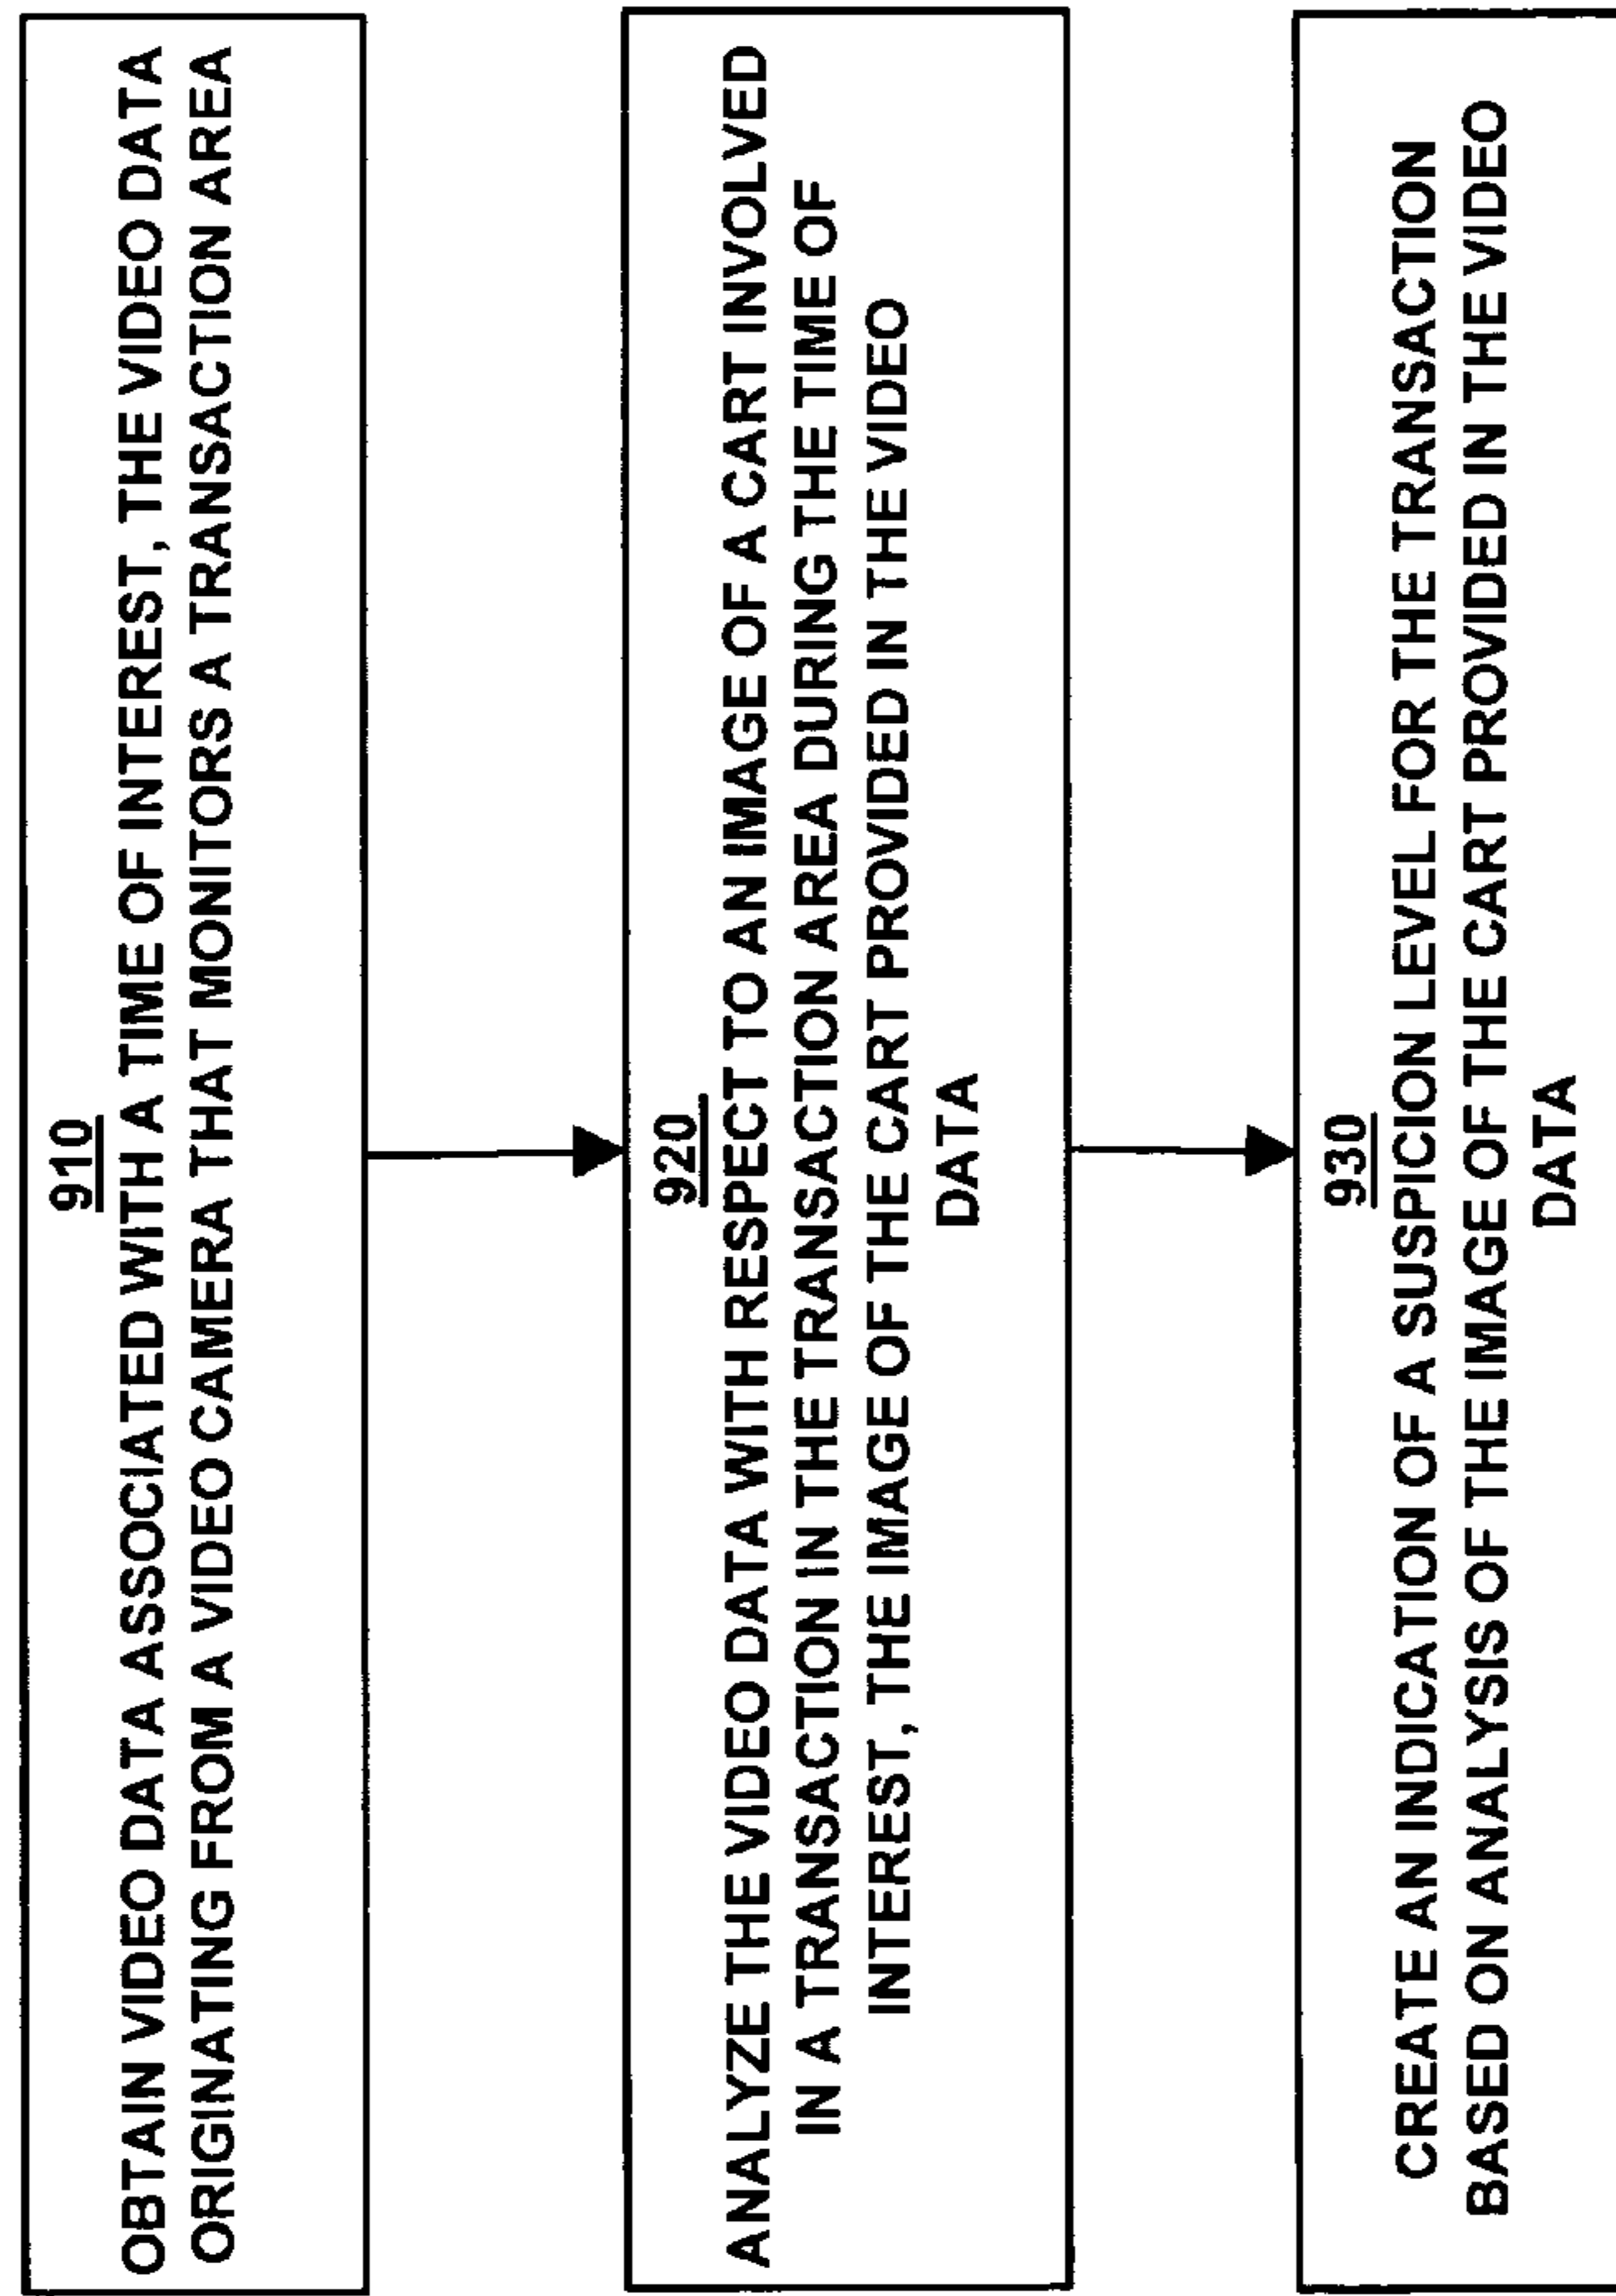 910
OBTAIN VIDEO DATA ASSOCIATED WITH A TIME OF INTEREST, THE VIDEO DATA
ORIGINATING FROM A VIDEO CAMERA THAT MONITORS A TRANSACTION AREA
920
ANALYZE THE VIDEO DATA WITH RESPECT TO AN IMAGE OF A CART INVOLVED
IN A TRANSACTION IN THE TRANSACTION AREA DURING THE TIME OF
INTEREST, THE IMAGE OF THE CART PROVIDED IN THE VIDEO
DATA
930
CREATE AN INDICATION OF A SUSPICION LEVEL FOR THE TRANSACTION
BASED ON ANALYSIS OF THE IMAGE OF THE CART PROVIDED IN THE VIDEO
DATA